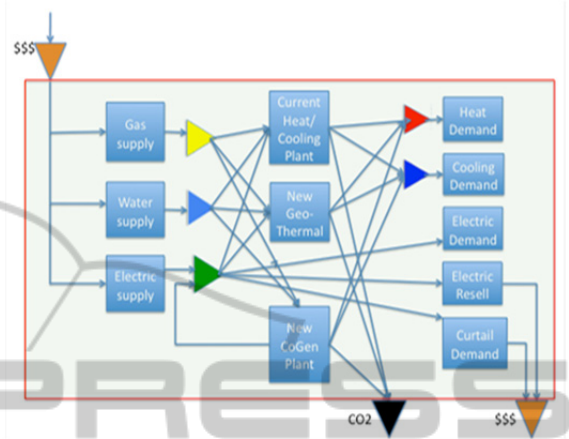 $$$
Gas
supply
Current
Heat/
Cooling
Plant
Heat
Demand
Cooling
Demand
Water
supply
New
Geo-
Thermal
Electric
Demand
Electric
supply
Electric
Resell
New
CoGen
Plant
Curtail
Demand
PRESS
CO2
$$$